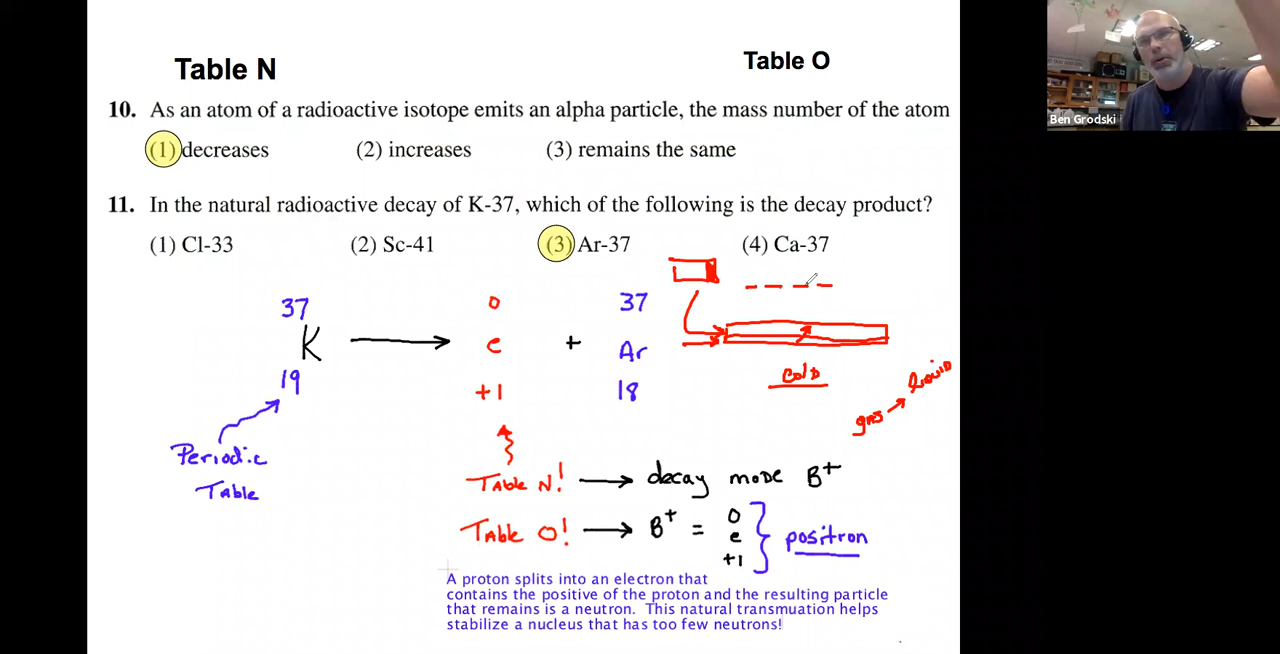 Table N
Table O
Ben Grodski
10. As an atom of a radioactive isotope emits an alpha particle, the mass number of the atom
(1) decreases (2) increases (3) remains the same
11. In the natural radioactive decay of K-37, which of the following is the decay product?
(1) Cl-33 (2) Sc-41 (3) Ar-37 (4) Ca-37
37 0 37
K e + Ar
19 +1 18
Cold
gas liquid
Periodic
Table
Table N! decay mode B+
Table O! B+ = 0
e
+1
positron
A proton splits into an electron that
contains the positive of the proton and the resulting particle
that remains is a neutron. This natural transmuation helps
stabilize a nucleus that has too few neutrons!